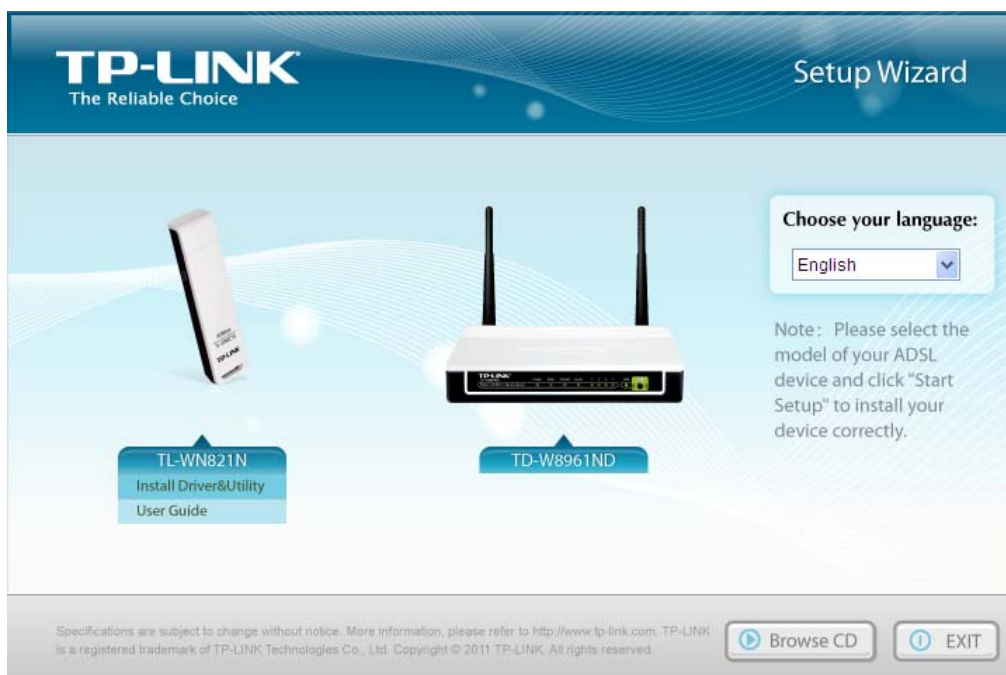 TP-LINK
The Reliable Choice
Setup Wizard
Choose your language:
English
Note: Please select the
model of your ADSL
device and click "Start
Setup" to install your
device correctly.
TP-LINK
TP-LINK
TL-WN821N
Install Driver&Utility
User Guide
TD-W8961ND
Specifications are subject to change without notice. More information, please refer to http://www.tp-link.com. TP-LINK
is a registered trademark of TP-LINK Technologies Co., Ltd. Copyright © 2011 TP-LINK. All rights reserved.
Browse CD
EXIT